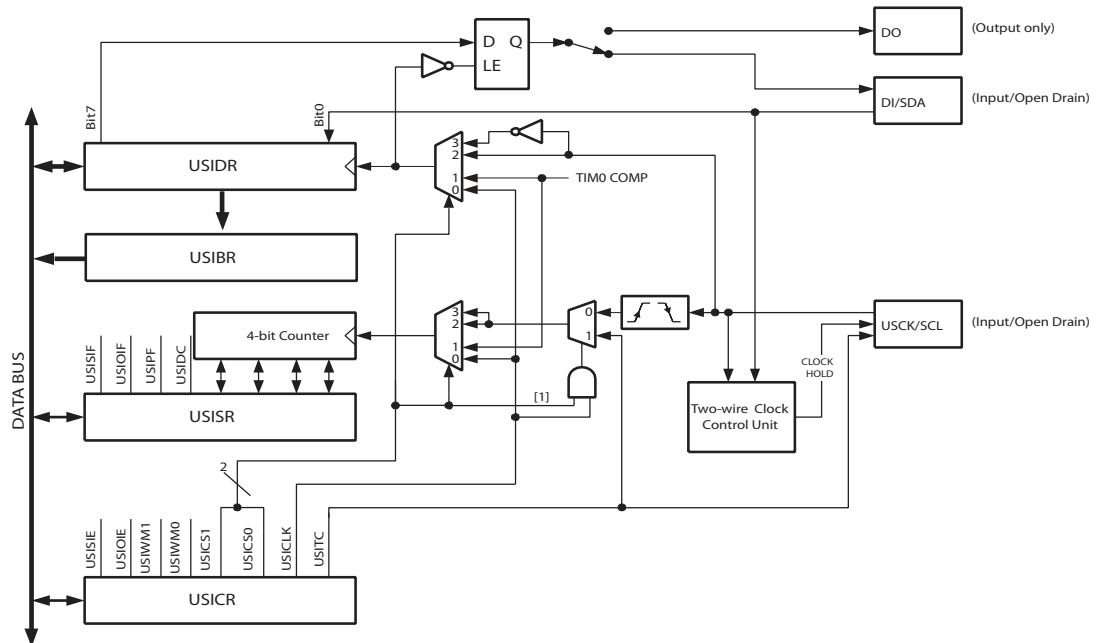 D Q
LE
DO
(Output only)
DI/SDA
(Input/Open Drain)
Bit7
Bit0
USIDR
3
2
1
0
TIM0 COMP
USIBR
4-bit Counter
3
2
1
0
0
1
USCK/SCL
(Input/Open Drain)
CLOCK
HOLD
USISIF
USIOIF
USIPF
USIDC
[1]
USISR
Two-wire Clock
Control Unit
DATA BUS
2
USISIE
USIOIE
USIWM1
USIWM0
USICS1
USICS0
USICLK
USITC
USICR